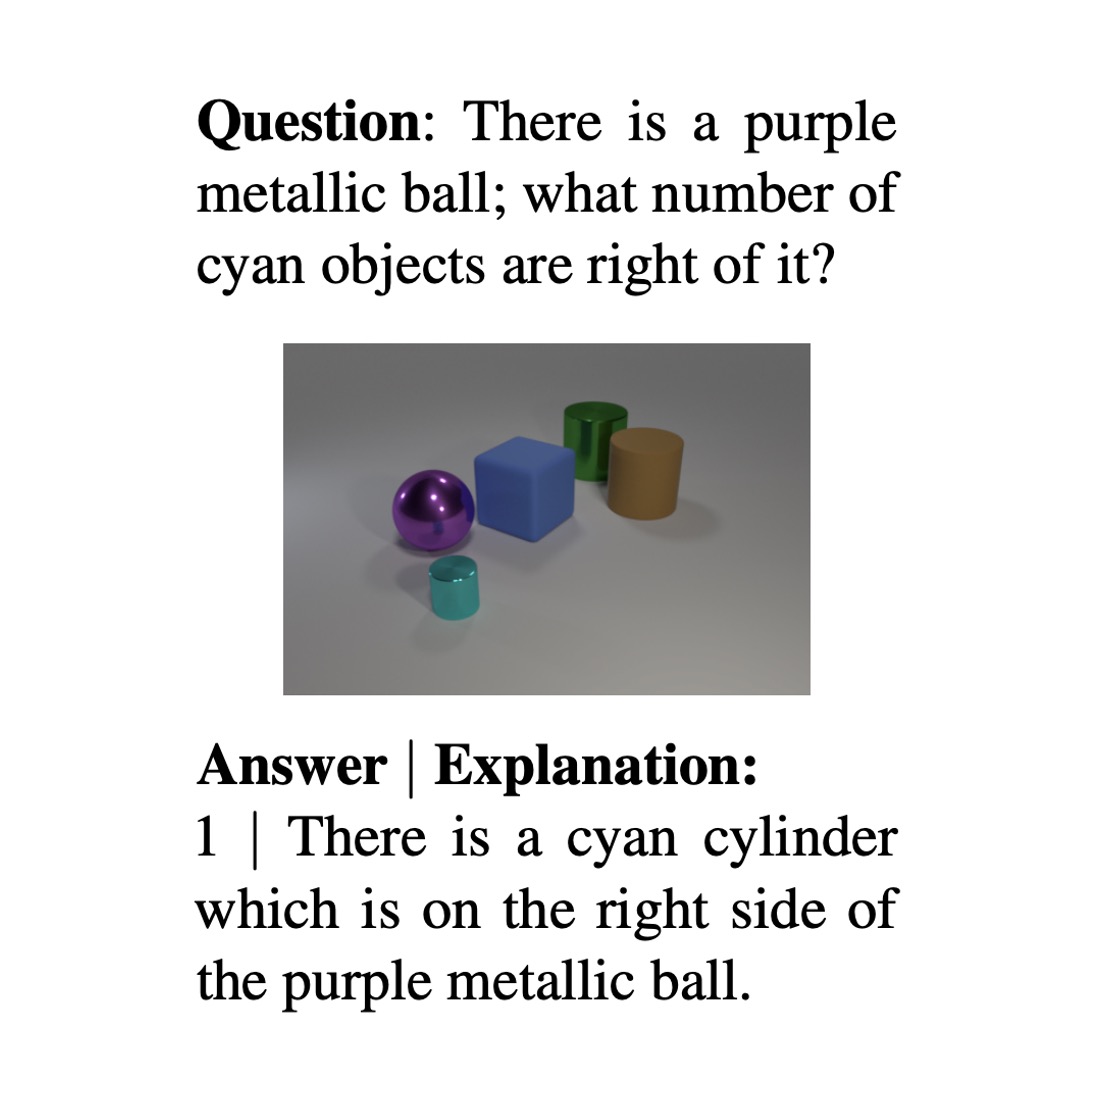 Question: There is a purple
metallic ball; what number of
cyan objects are right of it?
Answer | Explanation:
1 | There is a cyan cylinder
which is on the right side of
the purple metallic ball.